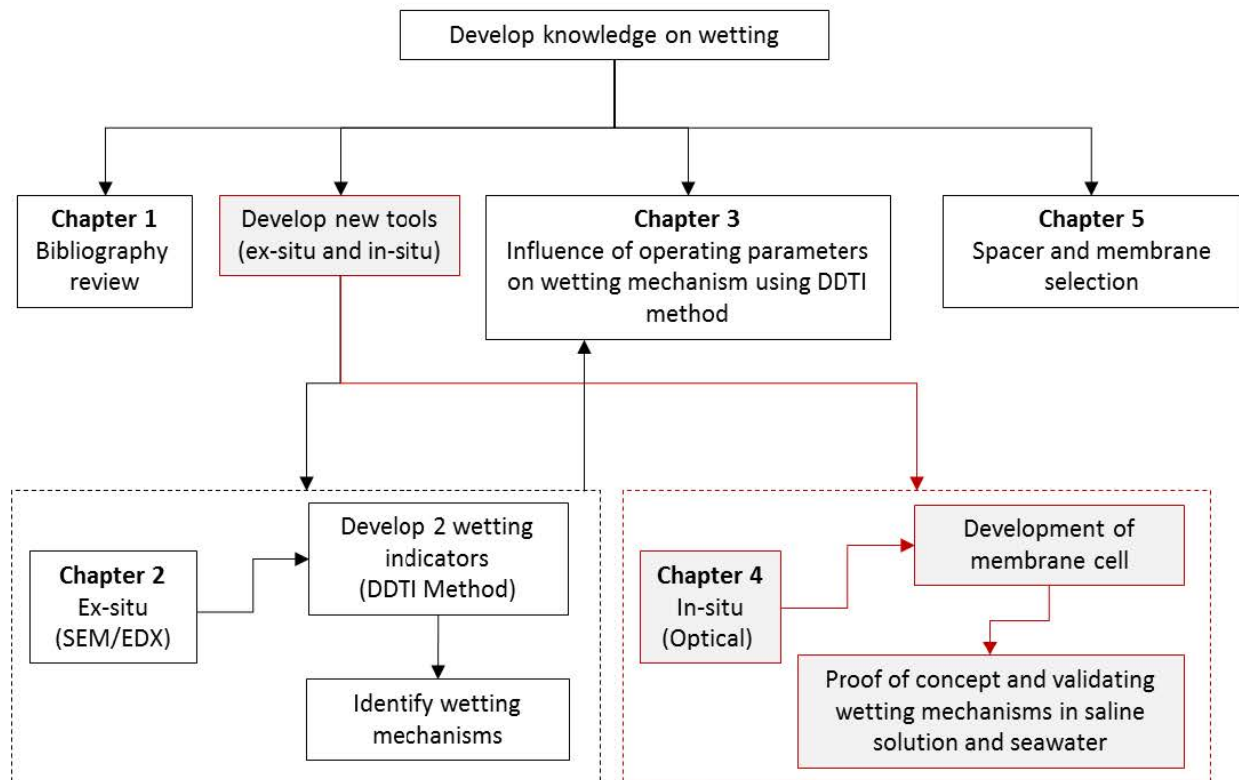 Develop knowledge on wetting
Chapter 1
Bibliography
review
Develop new tools
(ex-situ and in-situ)
Chapter 3
Influence of operating parameters
on wetting mechanism using DDTI
method
Chapter 5
Spacer and membrane
selection
Chapter 2
Ex-situ
(SEM/EDX)
Develop 2 wetting
indicators
(DDTI Method)
Identify wetting
mechanisms
Chapter 4
In-situ
(Optical)
Development of
membrane cell
Proof of concept and validating
wetting mechanisms in saline
solution and seawater